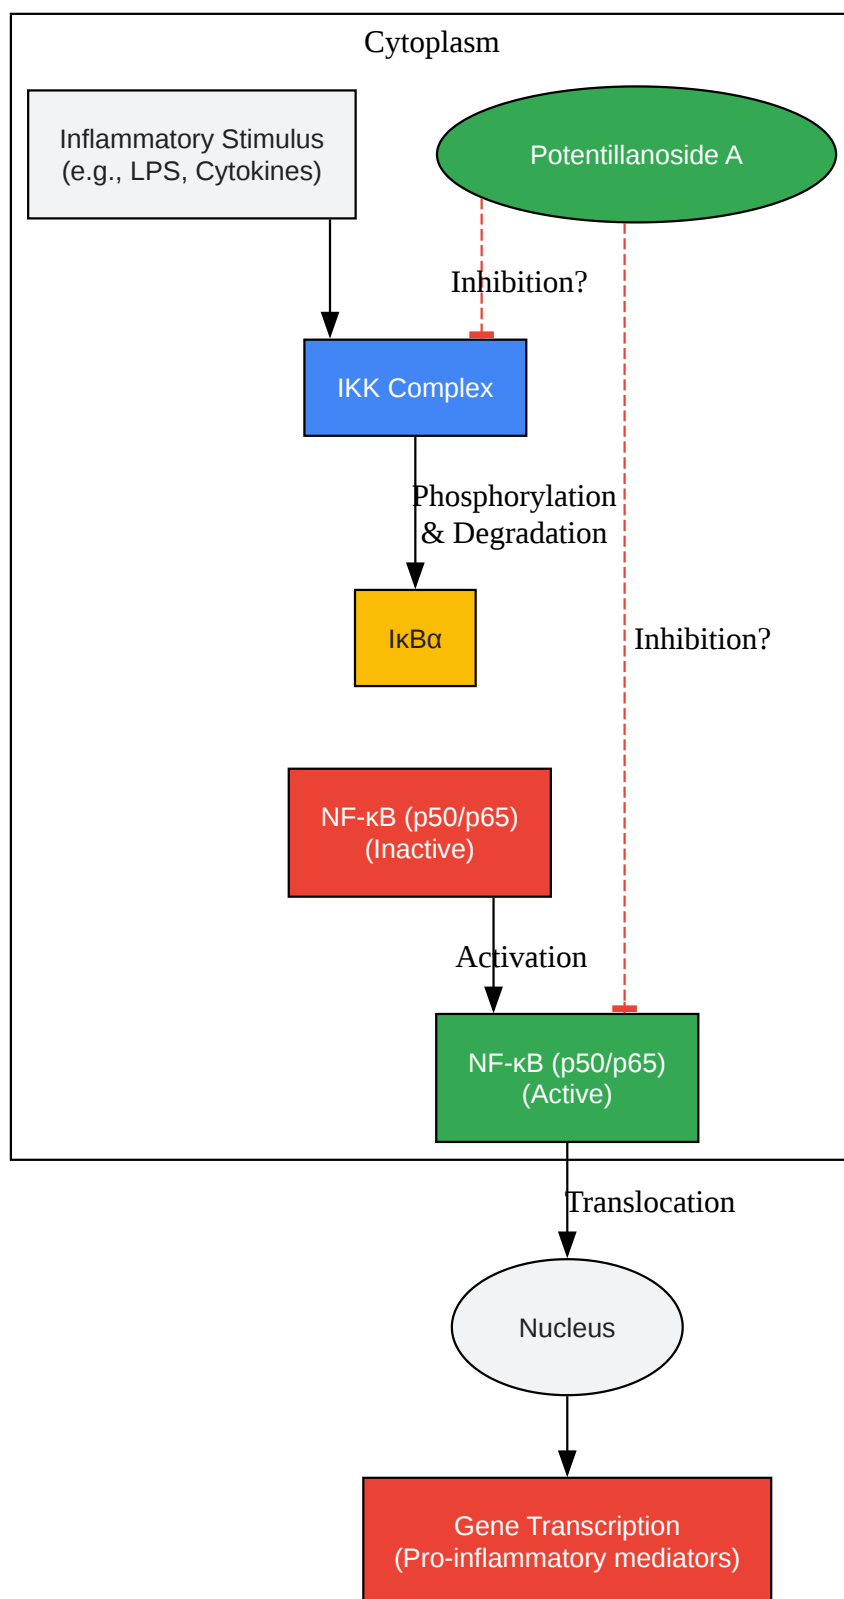 Cytoplasm
Inflammatory Stimulus
(e.g., LPS, Cytokines)
Potentillanoside A
Inhibition?
IKK Complex
Phosphorylation
& Degradation
IκBα
Inhibition?
NF-κB (p50/p65)
(Inactive)
Activation
NF-κB (p50/p65)
(Active)
Translocation
Nucleus
Gene Transcription
(Pro-inflammatory mediators)